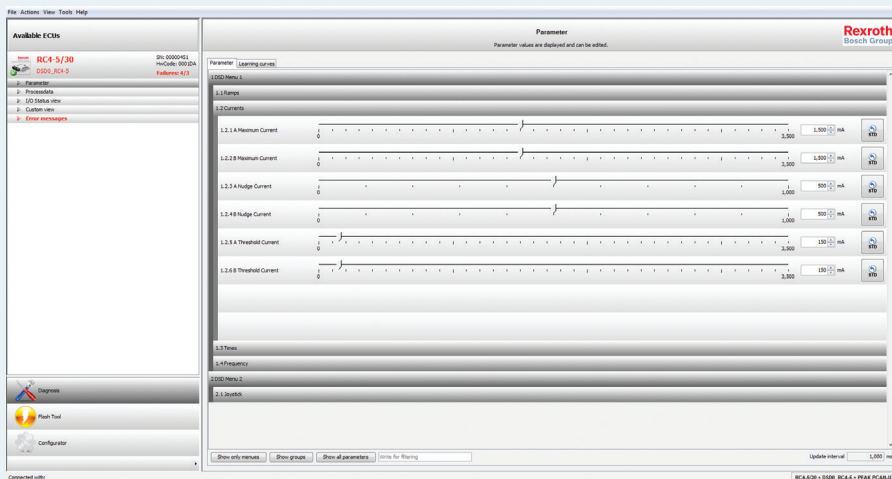 File Actions View Tools Help
Available ECUs
RC4-5/30
DSD0_RC4-5
SN: 00000451
HwCode: 0001DA
Failures: 4/3
Parameter
Processdata
I/O Status view
Custom view
Error messages
Diagnosis
Flash Tool
Configurator
Connected with:
Parameter
Parameter values are displayed and can be edited.
Rexroth
Bosch Group
Parameter Learning curves
1 DSD Menu 1
1.1 Ramps
1.2 Currents
1.2.1 A Maximum Current 0 3,500 1,500 mA STD
1.2.2 B Maximum Current 0 3,500 1,500 mA STD
1.2.3 A Nudge Current 0 1,000 500 mA STD
1.2.4 B Nudge Current 0 1,000 500 mA STD
1.2.5 A Threshold Current 0 3,500 150 mA STD
1.2.6 B Threshold Current 0 3,500 150 mA STD
1.3 Times
1.4 Frequency
2 DSD Menu 2
2.1 Joystick
Show only menues Show groups Show all parameters Write for filtering Update interval 1,000 ms
RC4-5/30 • DSD0_RC4-5 • PEAK PCAN-U